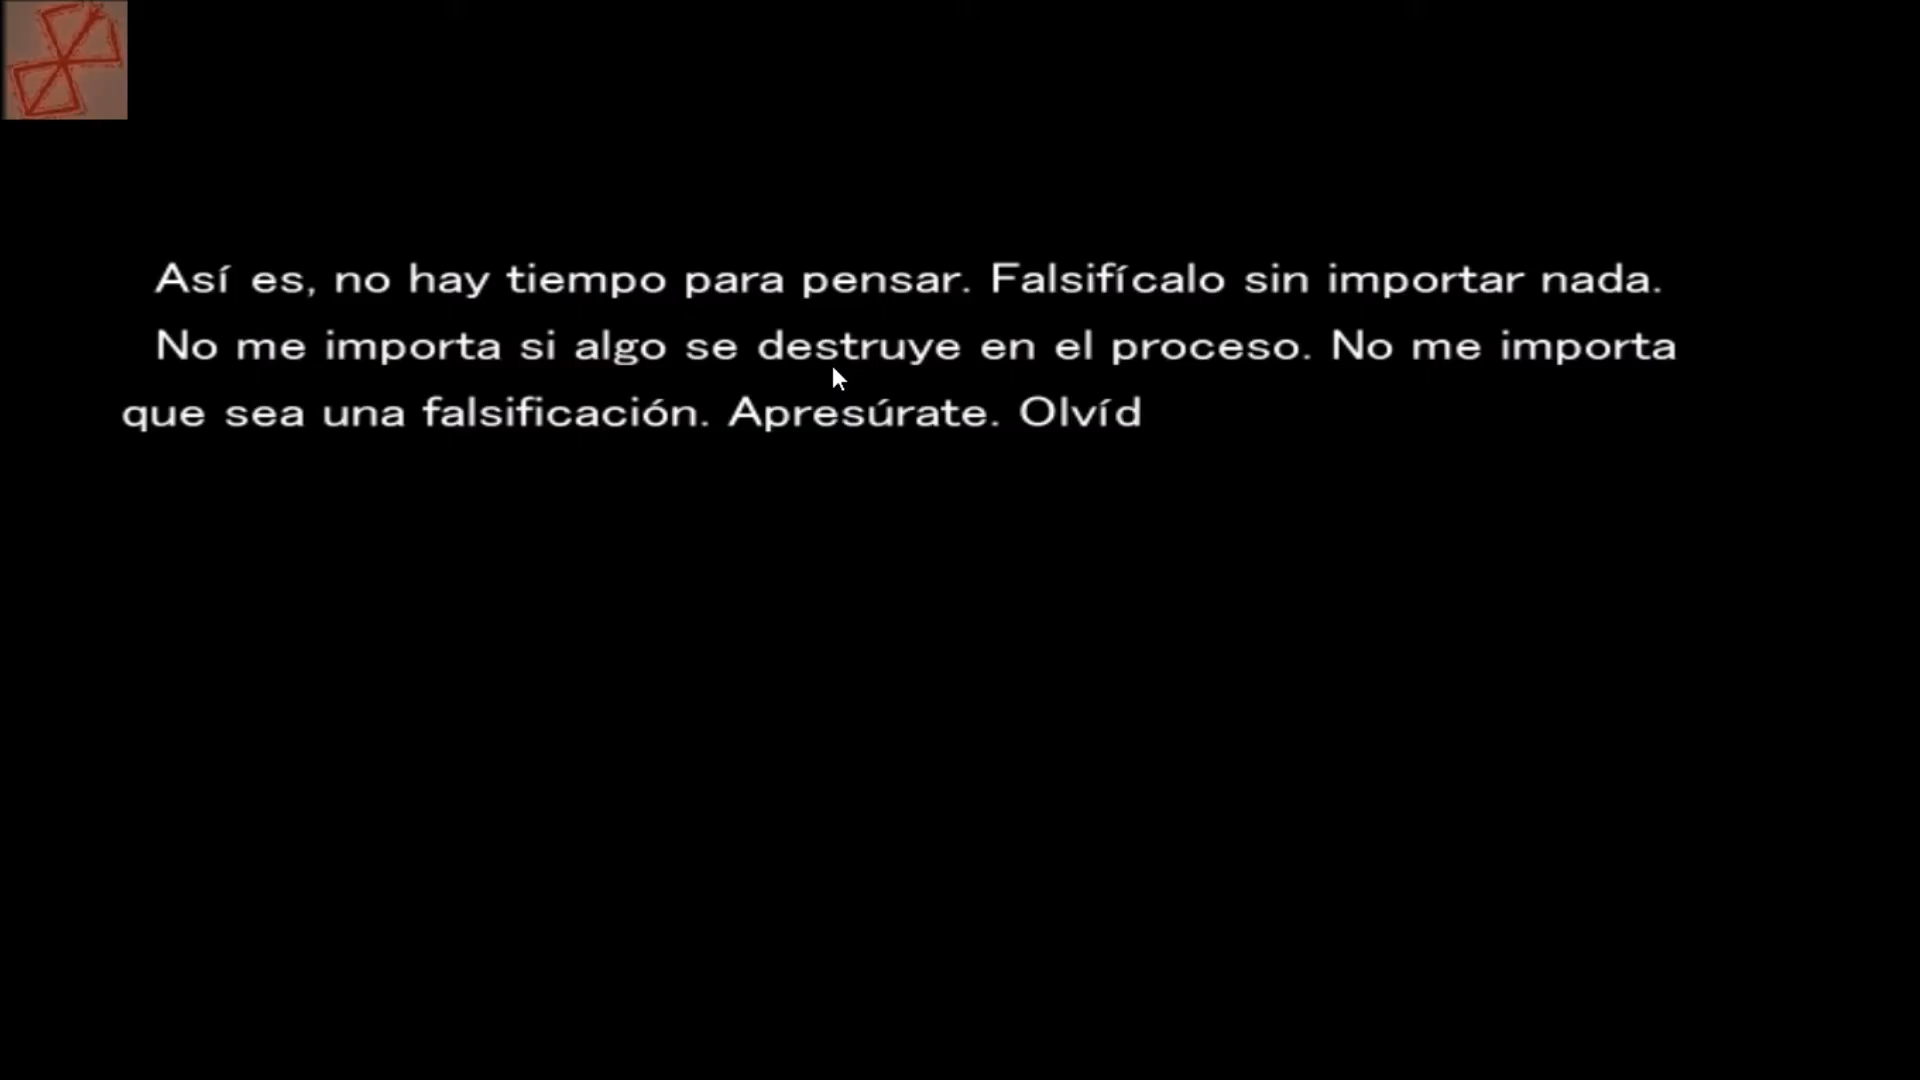 Así es, no hay tiempo para pensar. Falsifícalo sin importar nada.
No me importa si algo se destruye en el proceso. No me importa
que sea una falsificación. Apresúrate. Olvíd